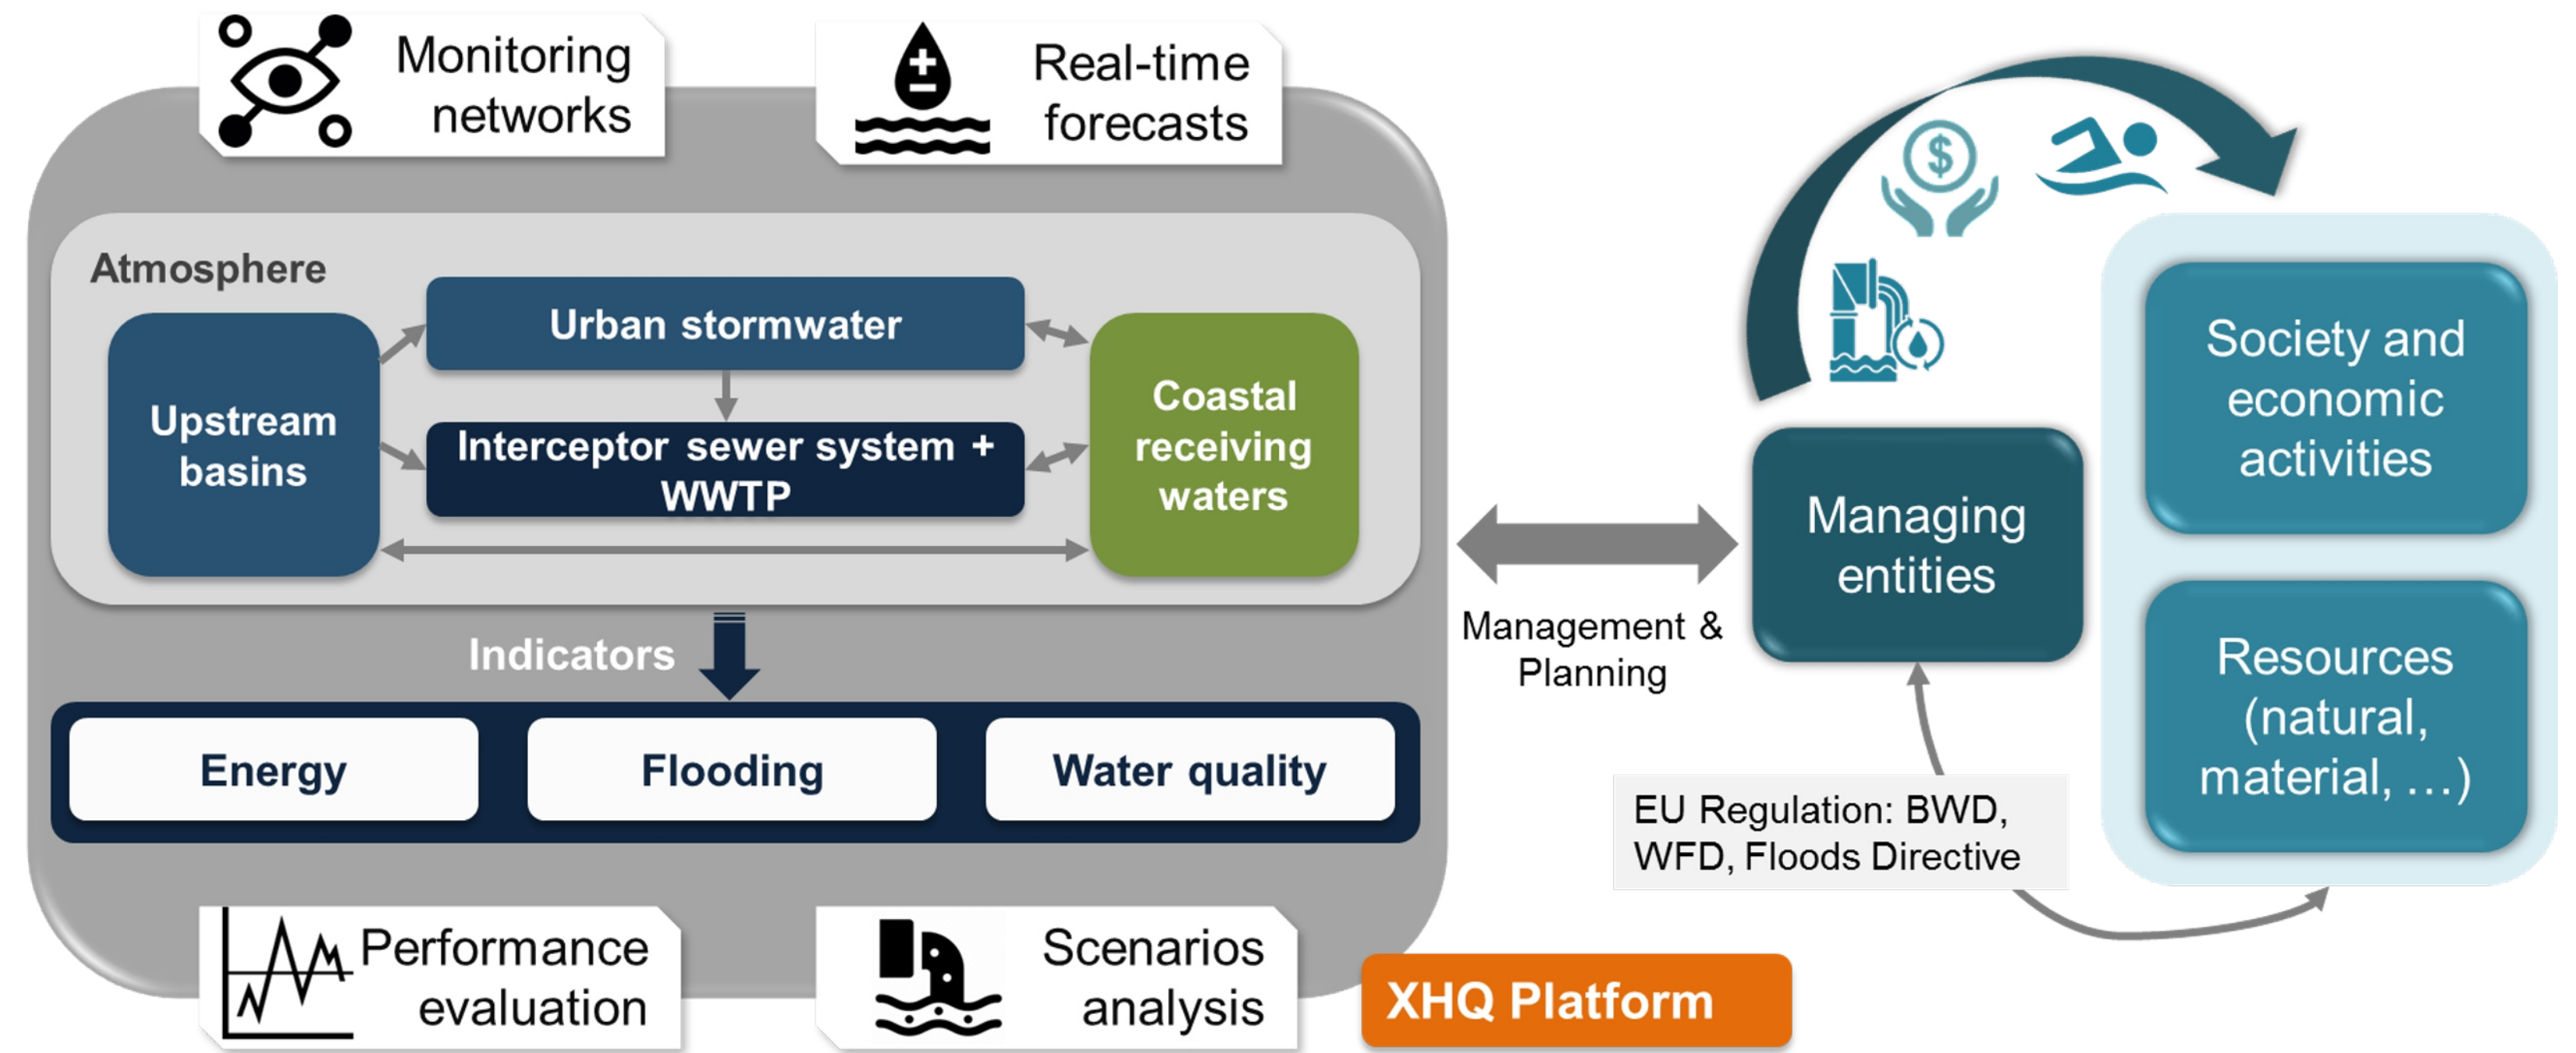 Monitoring
networks
Real-time
forecasts
Atmosphere
Upstream
basins
Urban stormwater
Interceptor sewer system +
WWTP
Coastal
receiving
waters
Indicators
Energy
Flooding
Water quality
Performance
evaluation
Scenarios
analysis
XHQ Platform
Management &
Planning
$
Managing
entities
Society and
economic
activities
Resources
(natural,
material, …)
EU Regulation: BWD,
WFD, Floods Directive